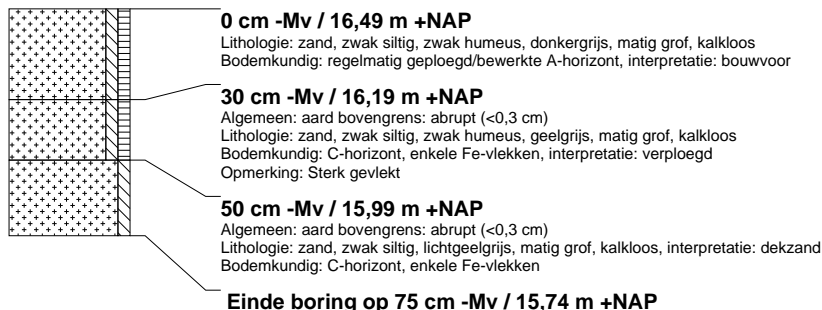 0 cm -Mv / 16,49 m +NAP
Lithologie: zand, zwak siltig, zwak humeus, donkergrijs, matig grof, kalkloos
Bodemkundig: regelmatig geploegd/bewerkte A-horizont, interpretatie: bouwvoor
30 cm -Mv / 16,19 m +NAP
Algemeen: aard bovengrens: abrupt (<0,3 cm)
Lithologie: zand, zwak siltig, zwak humeus, geelgrijs, matig grof, kalkloos
Bodemkundig: C-horizont, enkele Fe-vlekken, interpretatie: verploegd
Opmerking: Sterk gevlekt
50 cm -Mv / 15,99 m +NAP
Algemeen: aard bovengrens: abrupt (<0,3 cm)
Lithologie: zand, zwak siltig, lichtgeelgrijs, matig grof, kalkloos, interpretatie: dekzand
Bodemkundig: C-horizont, enkele Fe-vlekken
Einde boring op 75 cm -Mv / 15,74 m +NAP